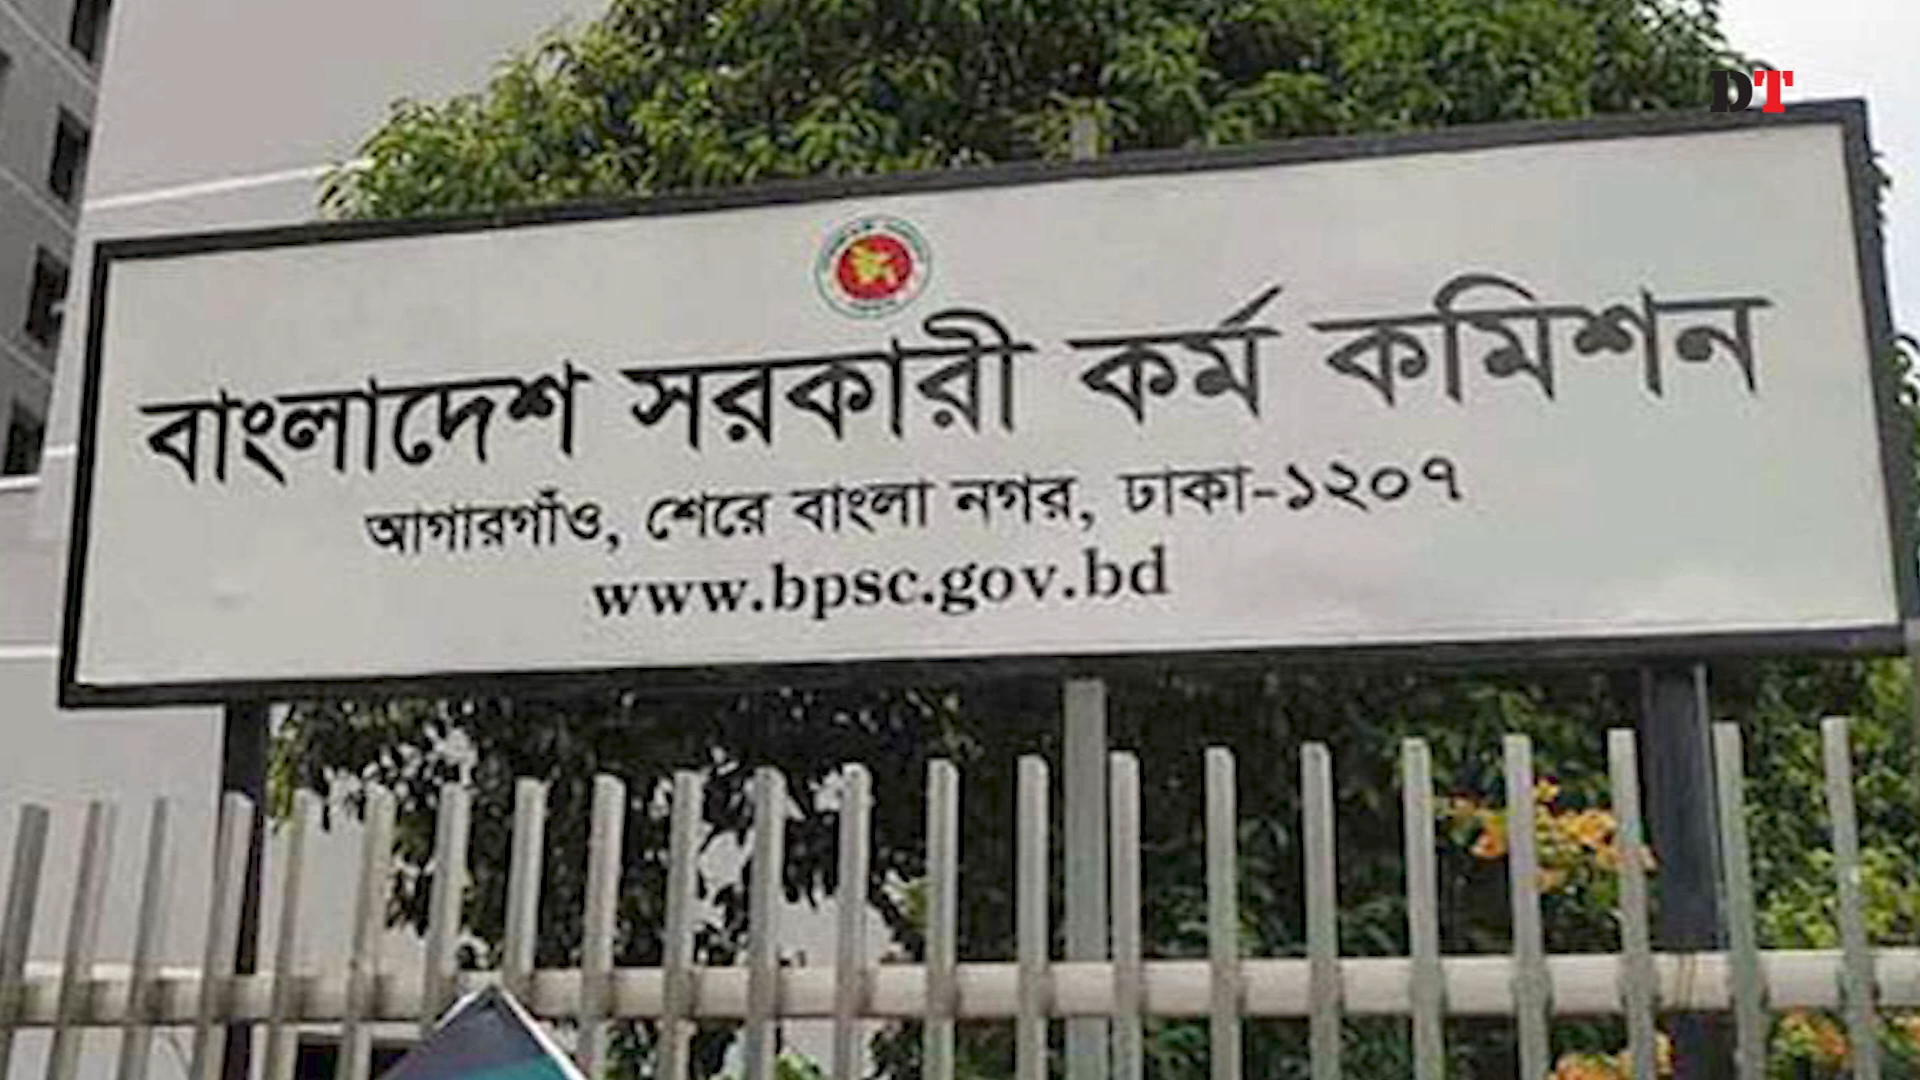 DT
বাংলাদেশ সরকারী কর্ম কমিশন
আগারগাঁও, শেরে বাংলা নগর, ঢাকা-১২০৭
www.bpsc.gov.bd